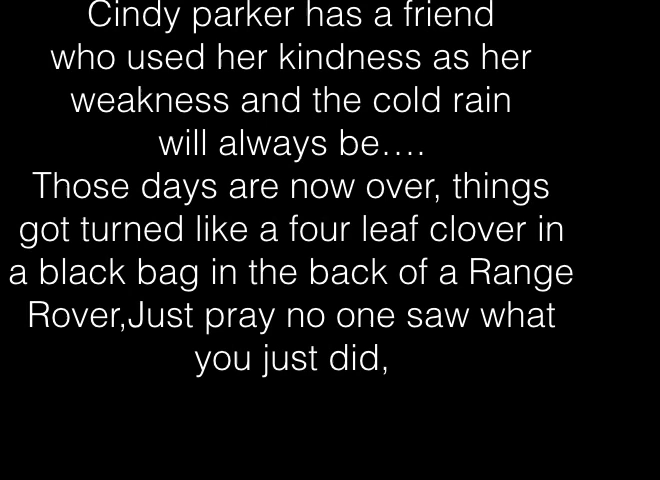 Cindy parker has a friend
who used her kindness as her
weakness and the cold rain
will always be....
Those days are now over, things
got turned like a four leaf clover in
a black bag in the back of a Range
Rover,Just pray no one saw what
you just did,